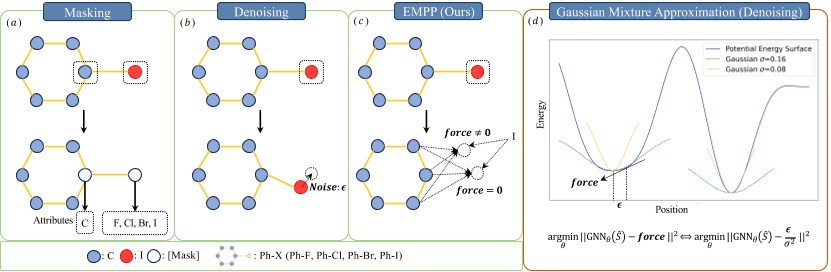 Masking
Denoising
EMPP (Ours)
Gaussian Mixture Approximation (Denoising)
(a)
(b)
(c)
(d)
Attributes
C
F, Cl, Br, I
Noise: ϵ
force ≠ 0
I
force = 0
Potential Energy Surface
Gaussian σ=0.16
Gaussian σ=0.08
Energy
force
ϵ
Position
argmin θ ||GNN_θ(Ŝ) − force ||² ⇔ argmin θ ||GNN_θ(Ŝ) − ϵ/σ² ||²
: C : I : [Mask] : Ph-X (Ph-F, Ph-Cl, Ph-Br, Ph-I)